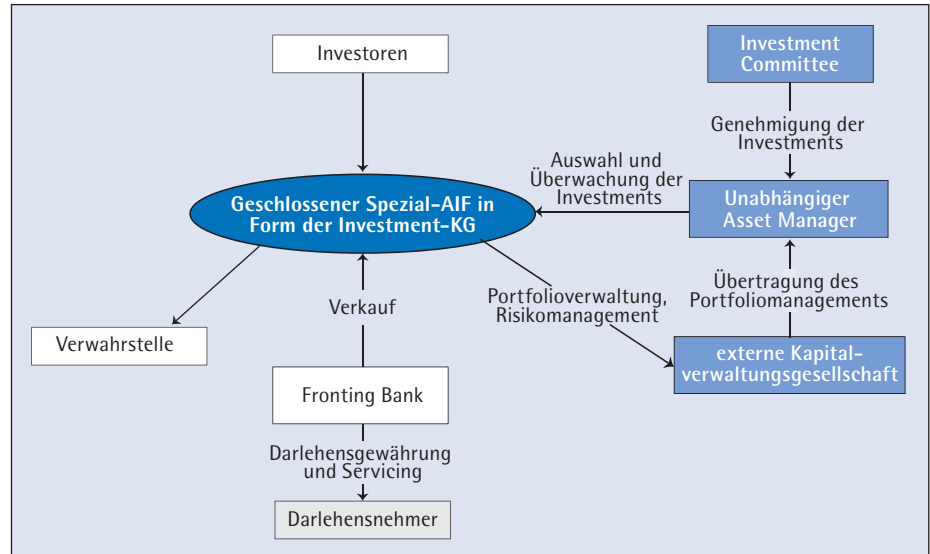 Investoren
Investment
Committee
Genehmigung der
Investments
Auswahl und
Überwachung der
Investments
Geschlossener Spezial-AIF in
Form der Investment-KG
Unabhängiger
Asset Manager
Verkauf
Portfolioverwaltung,
Risikomanagement
Übertragung des
Portfoliomanagements
Verwahrstelle
externe Kapital-
verwaltungsgesellschaft
Fronting Bank
Darlehensgewährung
und Servicing
Darlehensnehmer